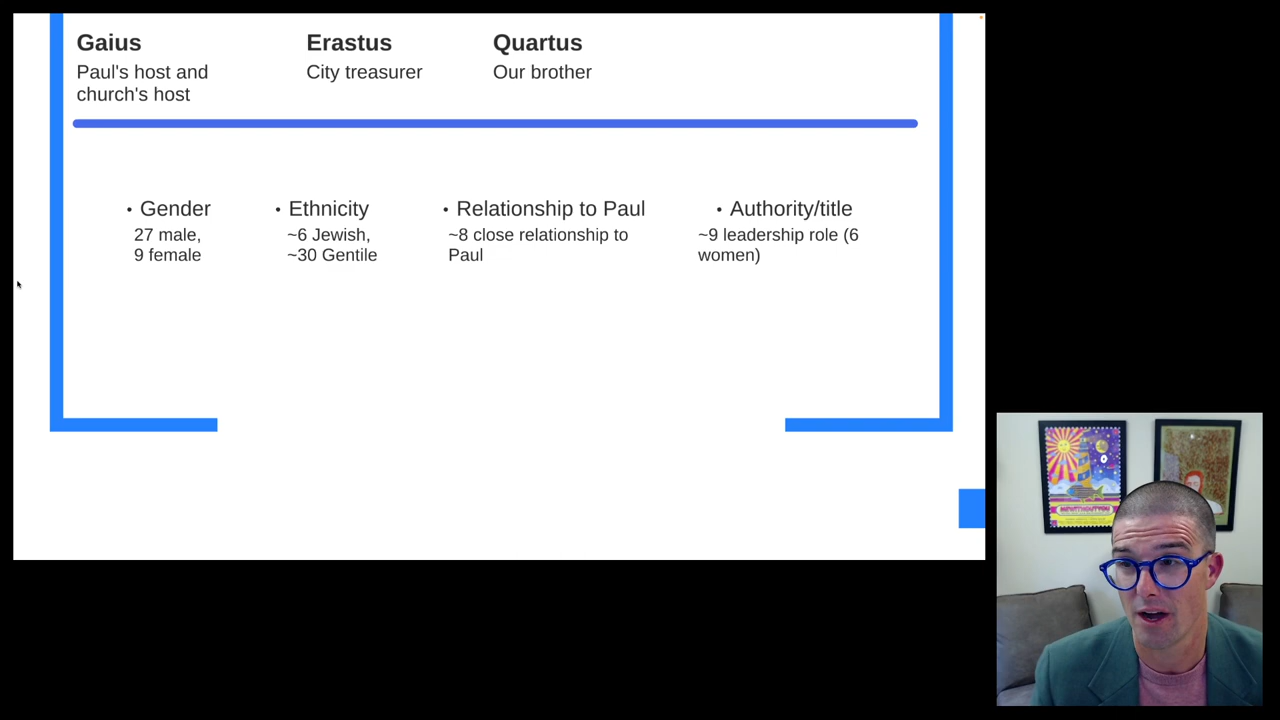 Gaius
Paul's host and
church's host
Erastus
City treasurer
Quartus
Our brother
• Gender
27 male,
9 female
• Ethnicity
~6 Jewish,
~30 Gentile
• Relationship to Paul
~8 close relationship to
Paul
• Authority/title
~9 leadership role (6
women)
MEWITHOUTYOU